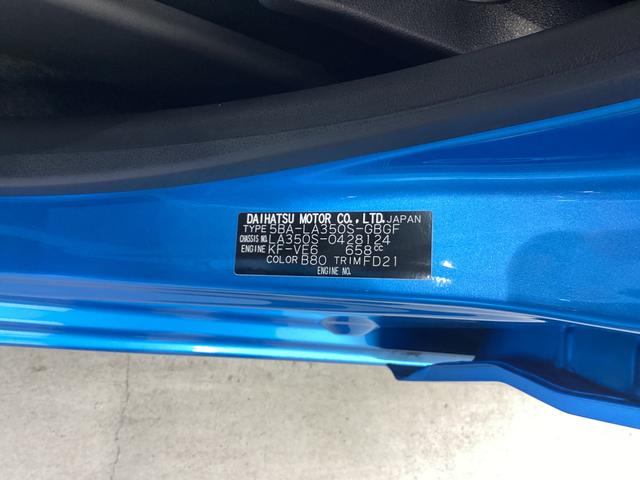 DAIHATSU MOTOR CO., LTD. JAPAN
TYPE 5BA-LA350S-GBGF
CHASSIS NO. LA350S-0428124
ENGINE KF-VE6 658cc
COLOR B80 TRIM FD21
ENGINE NO.